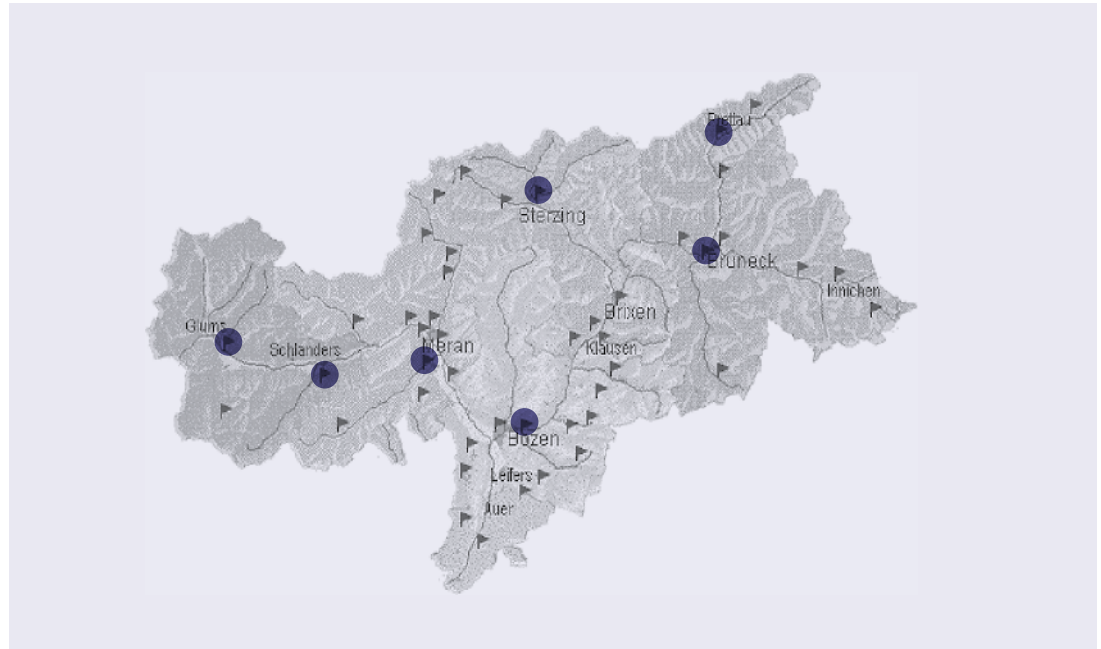 Prettau
Sterzing
Bruneck
Innichen
Brixen
Glurns
Schlanders
Meran
Klausen
Bozen
Leifers
Auer